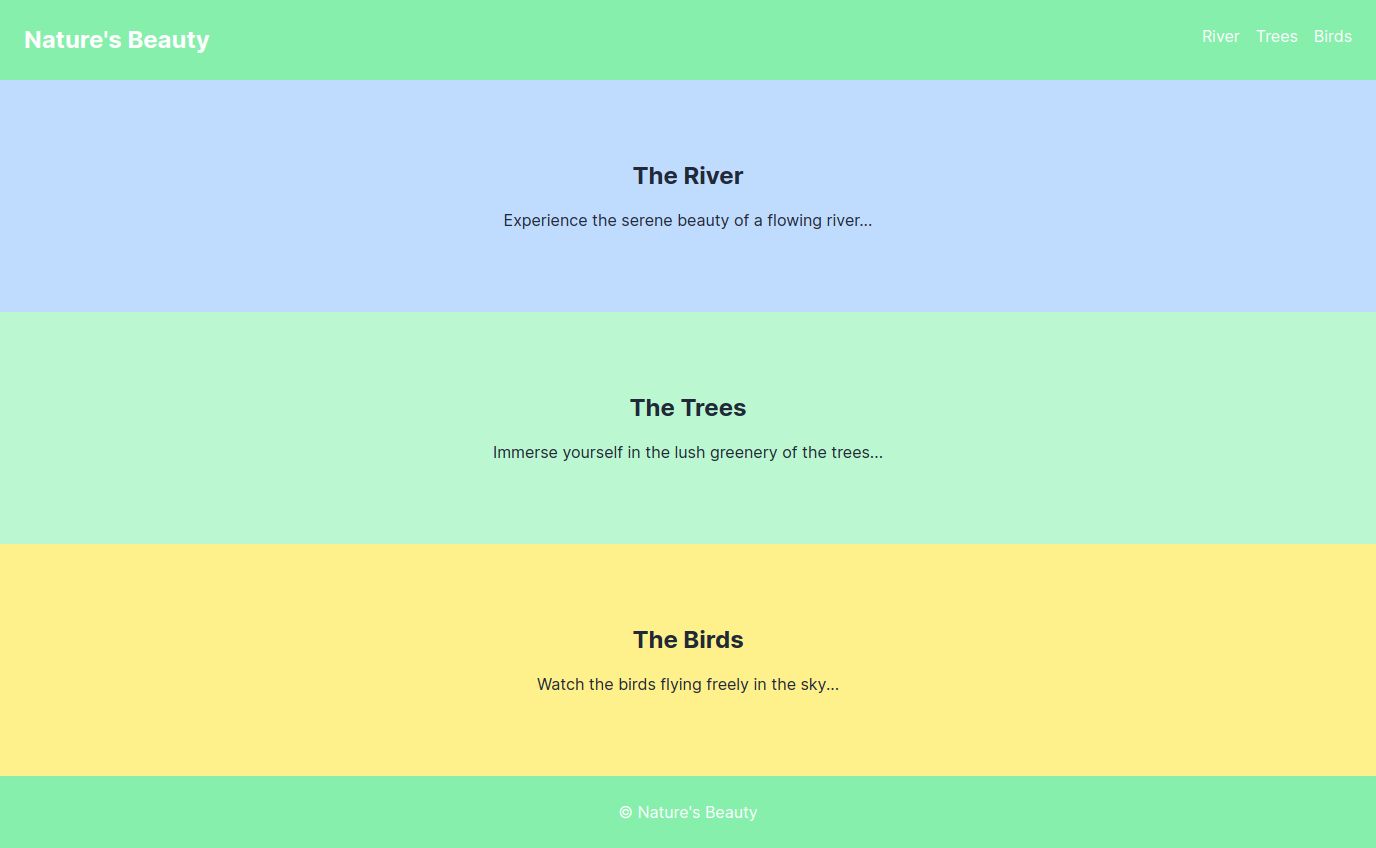 Nature's Beauty
River Trees Birds
The River
Experience the serene beauty of a flowing river...
The Trees
Immerse yourself in the lush greenery of the trees...
The Birds
Watch the birds flying freely in the sky...
© Nature's Beauty